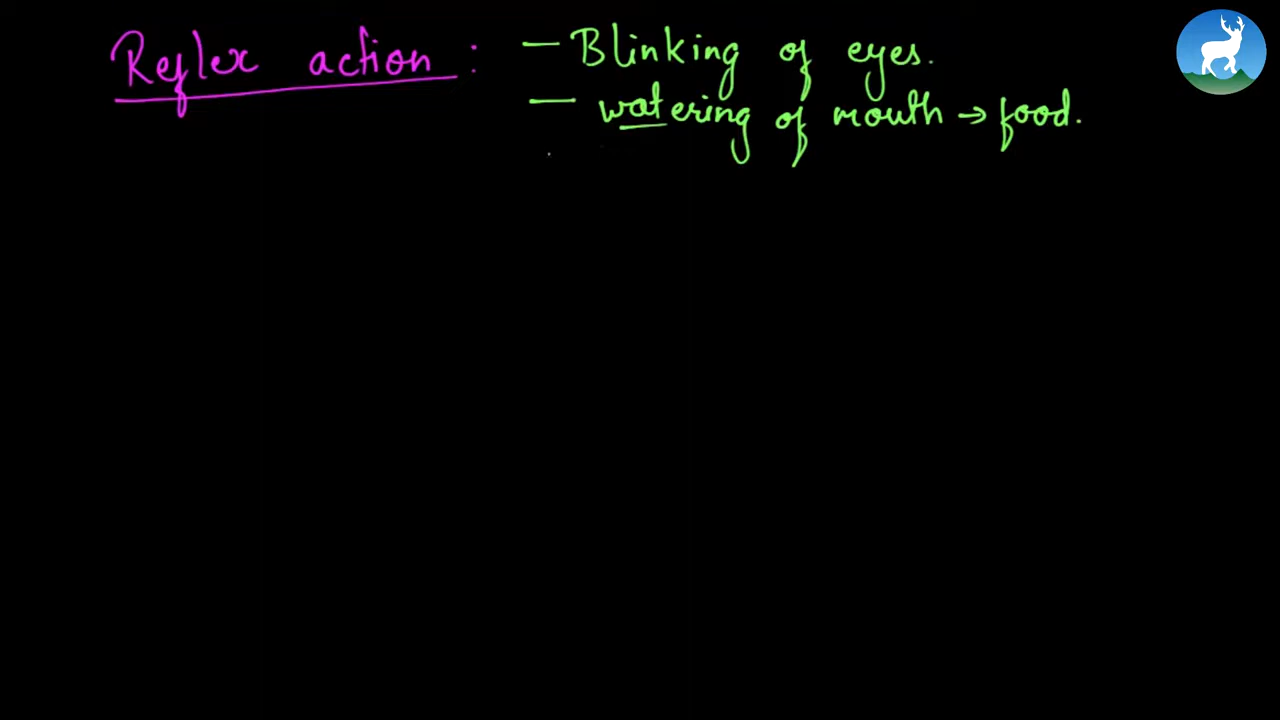 Reflex action : — Blinking of eyes.
— watering of mouth → food.